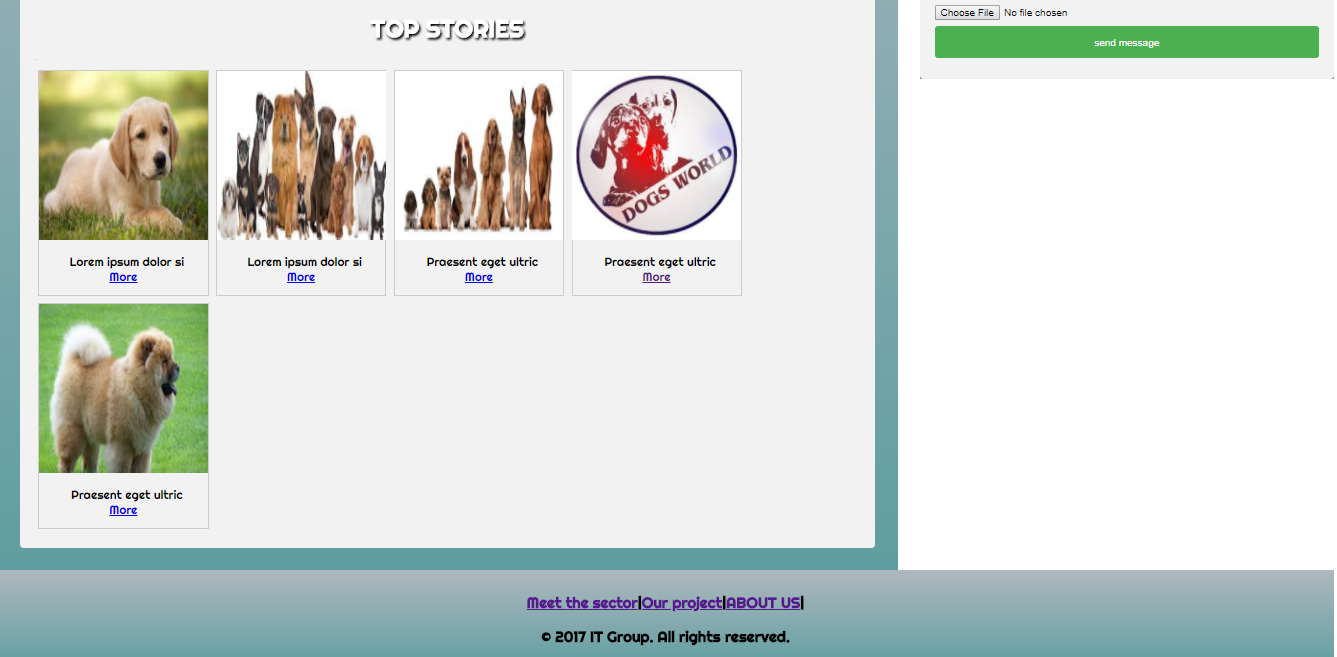 TOP STORIES
Choose File No file chosen
send message
DOGS WORLD
Lorem ipsum dolor si
More
Lorem ipsum dolor si
More
Praesent eget ultric
More
Praesent eget ultric
More
Praesent eget ultric
More
Meet the sector|Our project|ABOUT US|
© 2017 IT Group. All rights reserved.